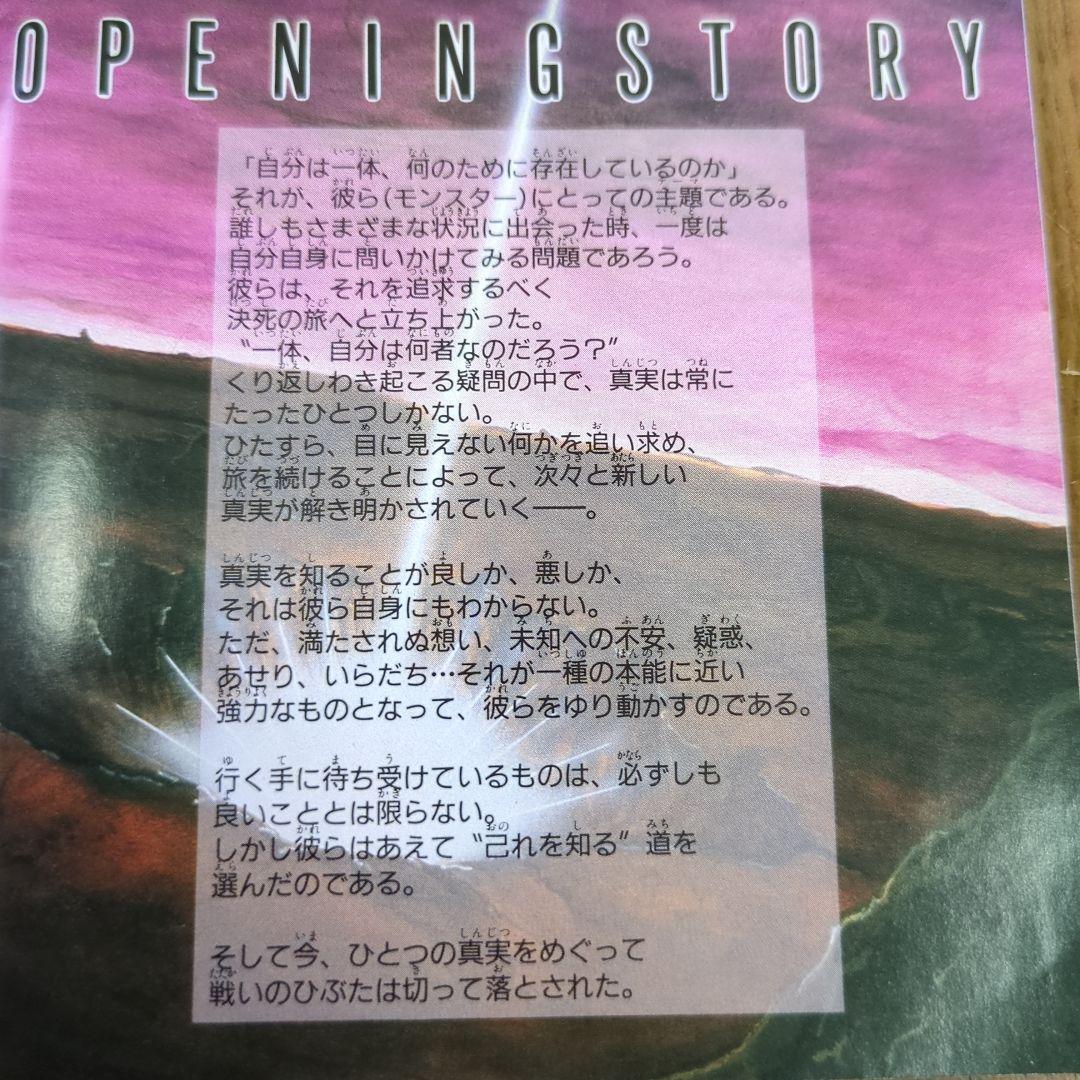 OPENING STORY
「自分は一体、何のために存在しているのか」
それが、彼ら(モンスター)にとっての主題である。
誰しもさまざまな状況に出会った時、一度は
自分自身に問いかけてみる問題であろう。
彼らは、それを追求するべく
決死の旅へと立ち上がった。
〝一体、自分は何者なのだろう?〟
くり返しわき起こる疑問の中で、真実は常に
たったひとつしかない。
ひたすら、目に見えない何かを追い求め、
旅を続けることによって、次々と新しい
真実が解き明かされていく――。
真実を知ることが良しか、悪しか、
それは彼ら自身にもわからない。
ただ、満たされぬ想い、未知への不安、疑惑、
あせり、いらだち…それが一種の本能に近い
強力なものとなって、彼らをゆり動かすのである。
行く手に待ち受けているものは、必ずしも
良いこととは限らない。
しかし彼らはあえて〝己れを知る〟道を
選んだのである。
そして今、ひとつの真実をめぐって
戦いのひぶたは切って落とされた。